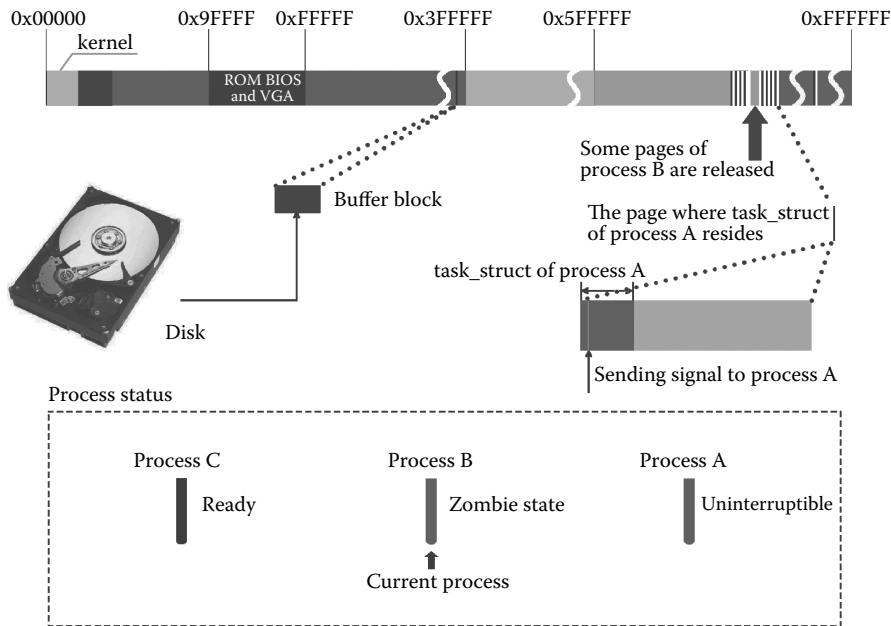 0x00000
0x9FFFF
0xFFFFF
0x3FFFFF
0x5FFFFF
0xFFFFFF
kernel
ROM BIOS
and VGA
Some pages of
process B are released
Buffer block
The page where task_struct
of process A resides
task_struct of process A
Disk
Sending signal to process A
Process status
Process C
Process B
Process A
Ready
Zombie state
Uninterruptible
Current process